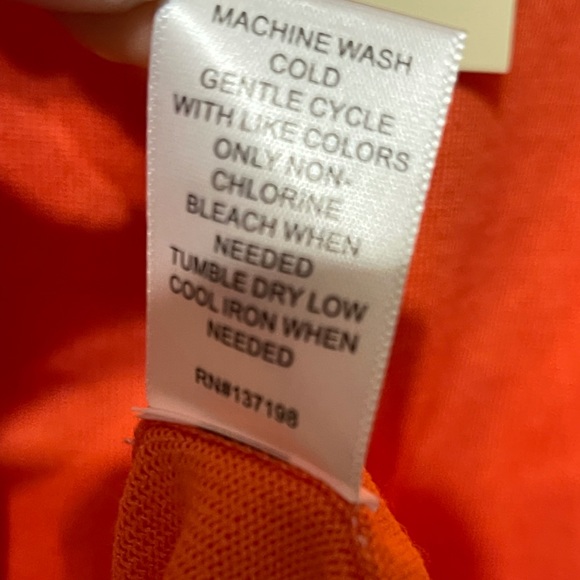 MACHINE WASH
COLD
GENTLE CYCLE
WITH LIKE COLORS
ONLY NON-
CHLORINE
BLEACH WHEN
NEEDED
TUMBLE DRY LOW
COOL IRON WHEN
NEEDED
RN#137198